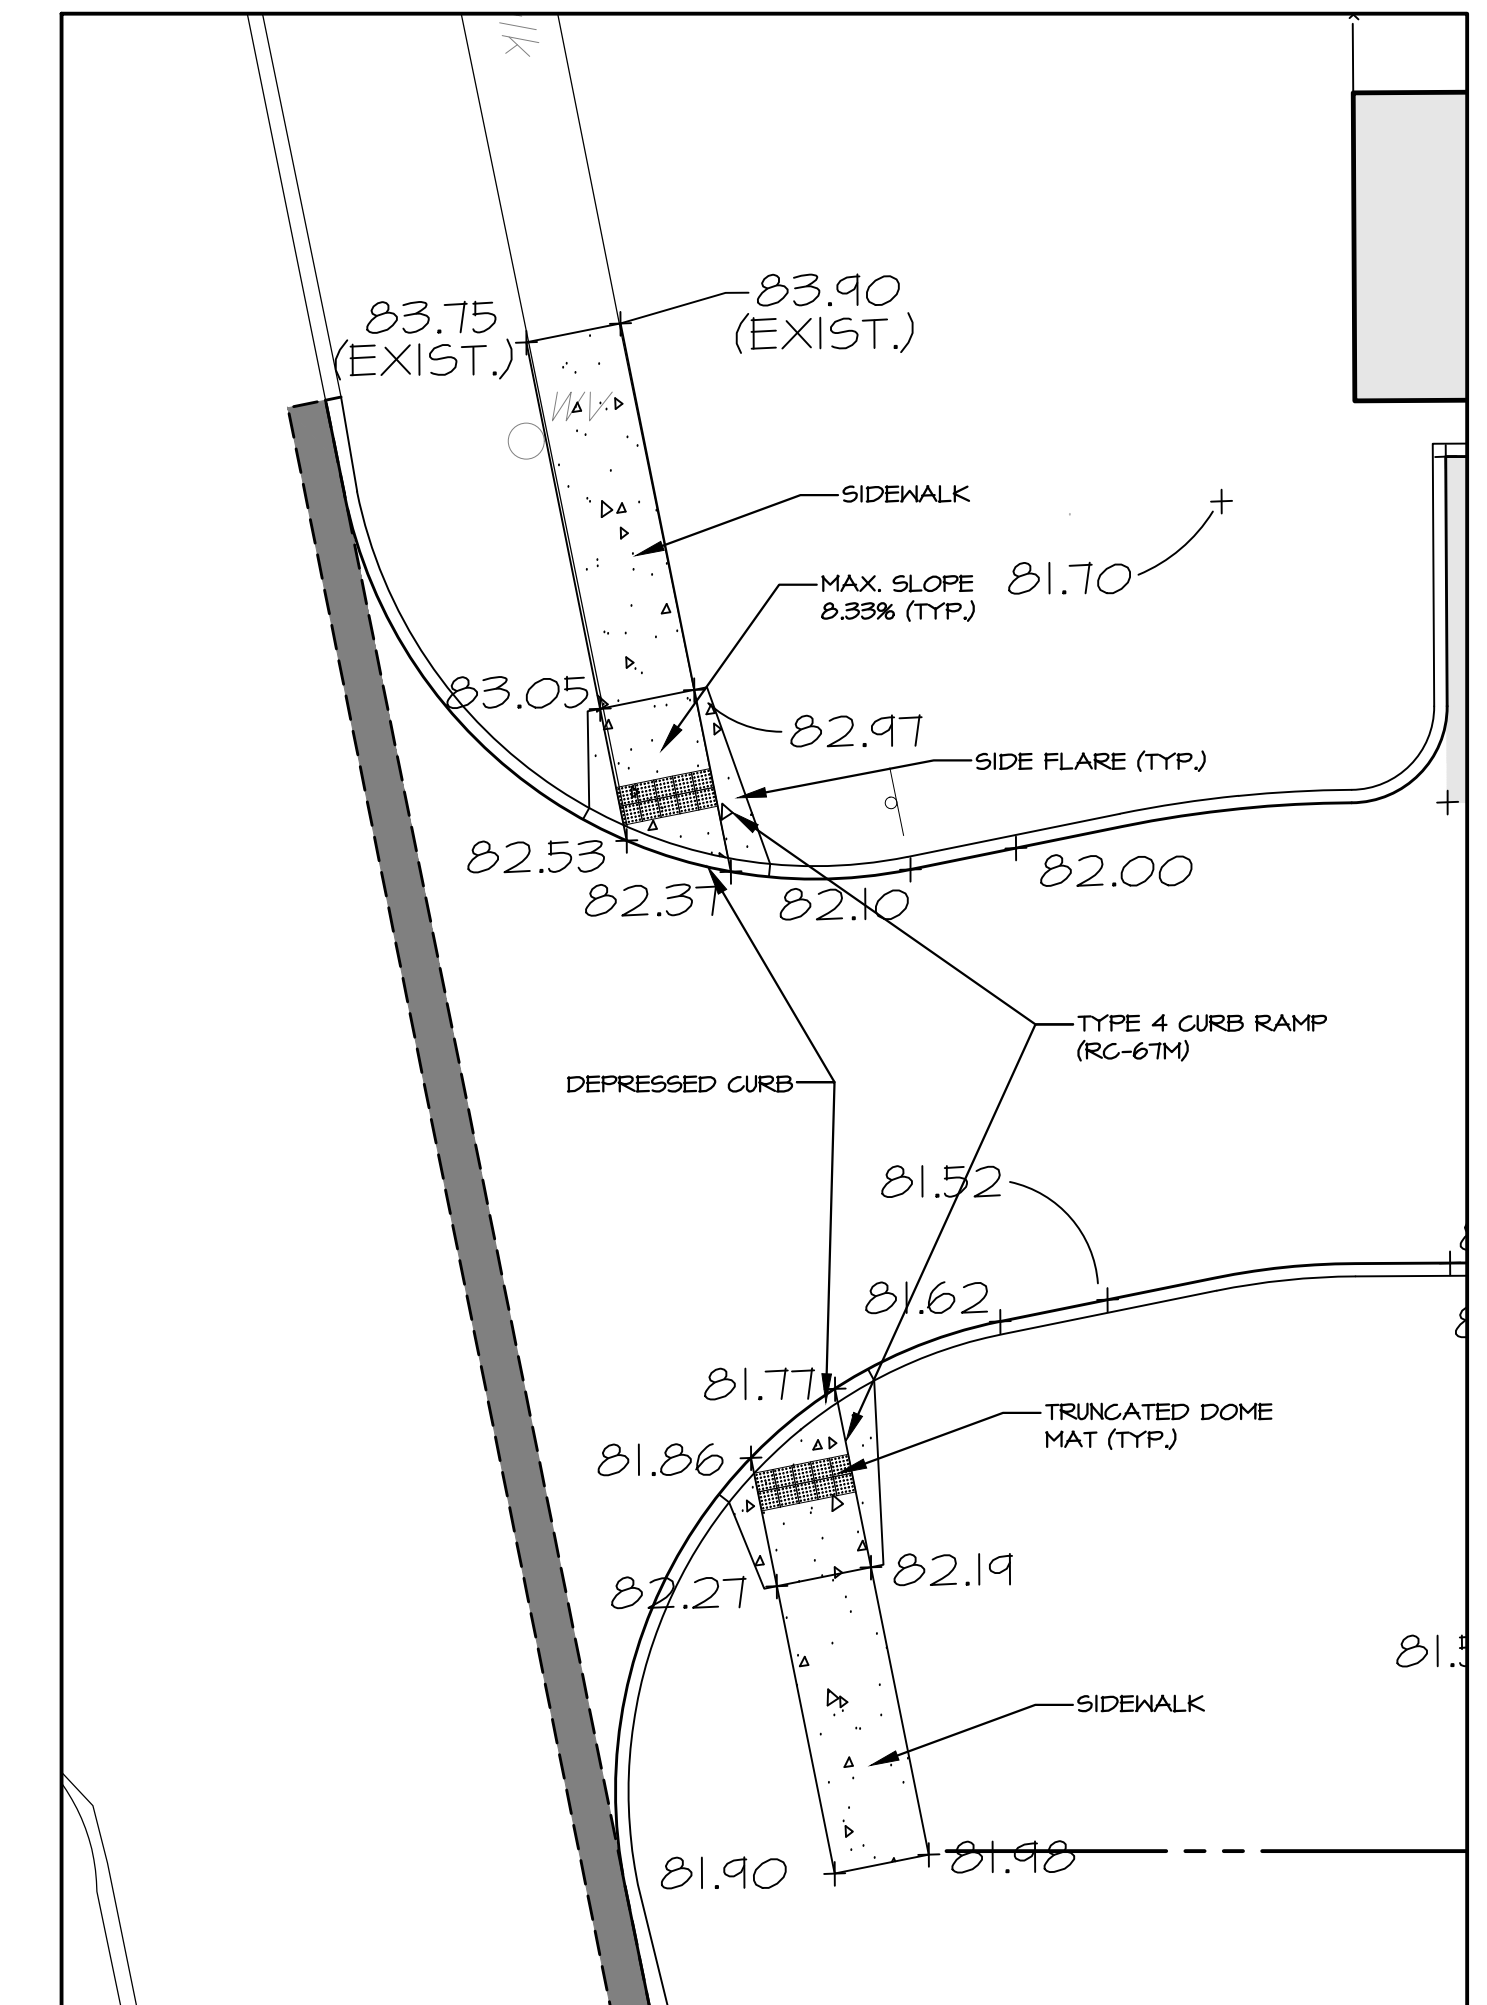 83.90
(EXIST.)
83.75
(EXIST.)
MW
SIDEWALK
MAX. SLOPE
8.33% (TYP.)
81.70
83.05
82.97
SIDE FLARE (TYP.)
82.53
82.37
82.10
82.00
TYPE 4 CURB RAMP
(RC-67M)
DEPRESSED CURB
81.52
81.62
81.77
TRUNCATED DOME
MAT (TYP.)
81.86
82.27
82.19
SIDEWALK
81.90
81.98